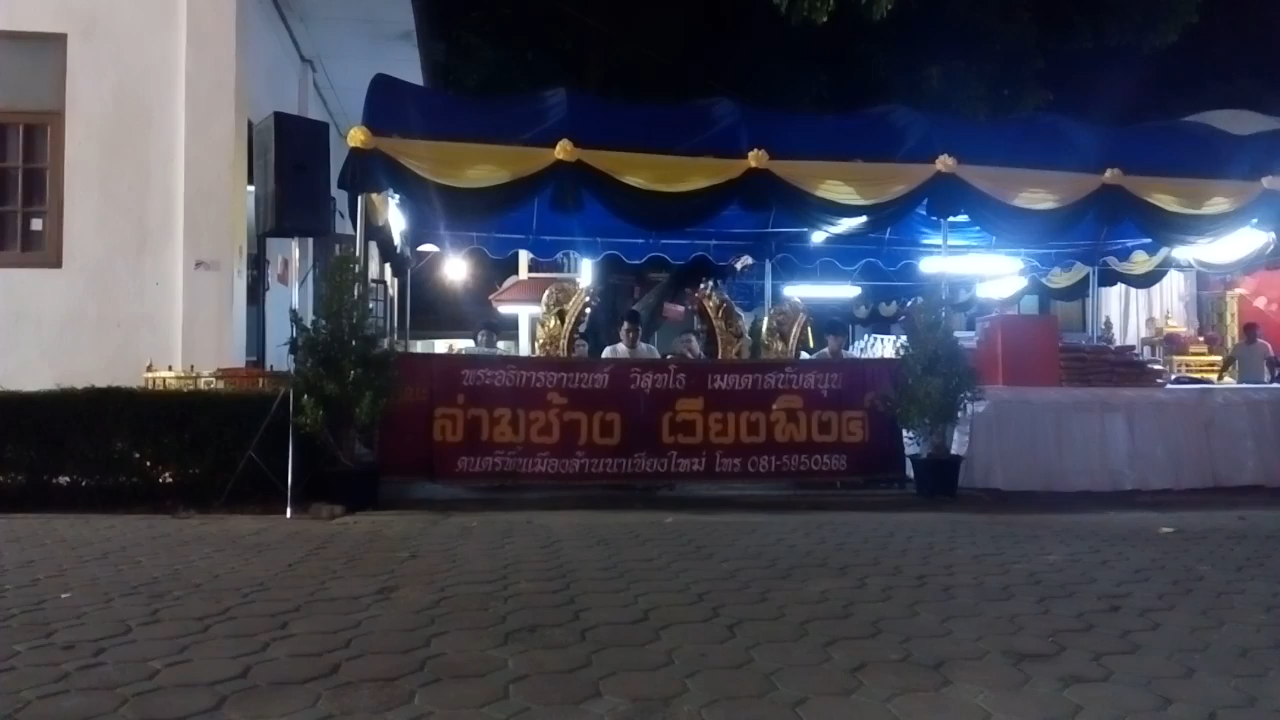 พระอธิการอานนท์ วิสุทโธ เมตตาสนับสนุน
ล่ามช้าง เวียงพิงค์
ดนตรีพื้นเมืองล้านนาเชียงใหม่ โทร 081-5950568